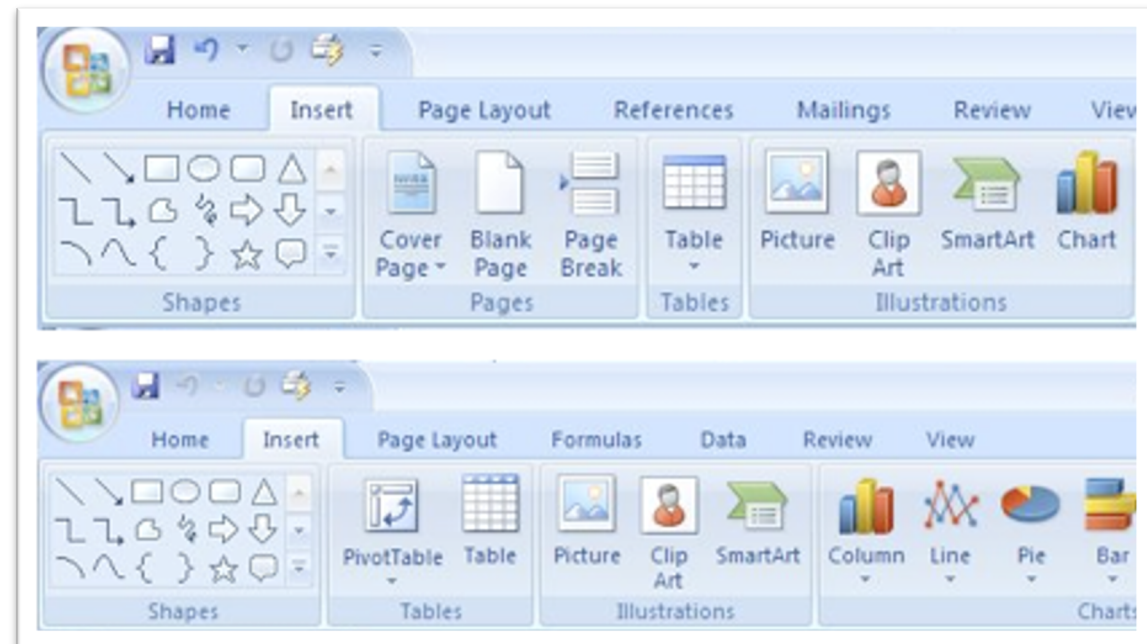 Home Insert Page Layout References Mailings Review View
Cover Page Blank Page Page Break Table Picture Clip Art SmartArt Chart
Shapes Pages Tables Illustrations
Home Insert Page Layout Formulas Data Review View
PivotTable Table Picture Clip Art SmartArt Column Line Pie Bar
Shapes Tables Illustrations Charts